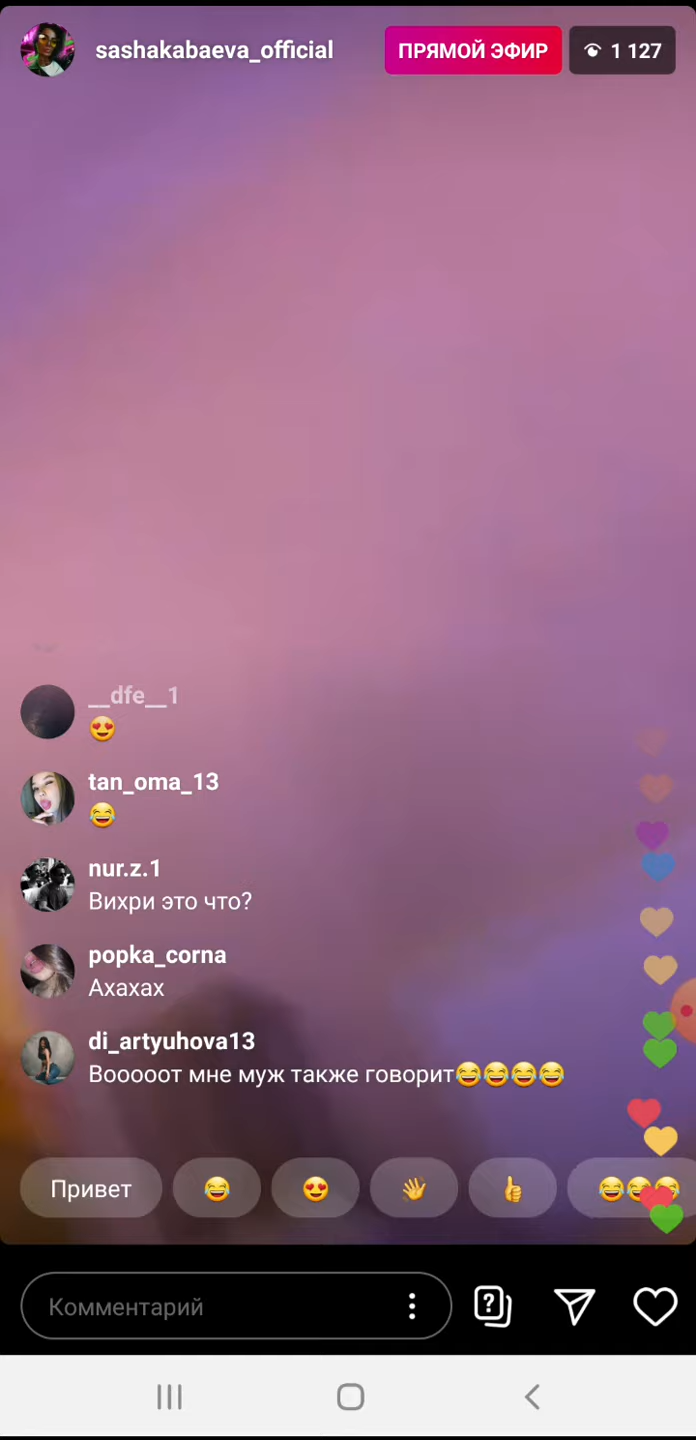 sashakabaeva_official
ПРЯМОЙ ЭФИР
1 127
__dfe__1
😍
tan_oma_13
😂
nur.z.1
Вихри это что?
popka_corna
Ахахах
di_artyuhova13
Вооооот мне муж также говорит😂😂😂😂
Привет
😂
😍
👋
👍
😂😂😂
Комментарий